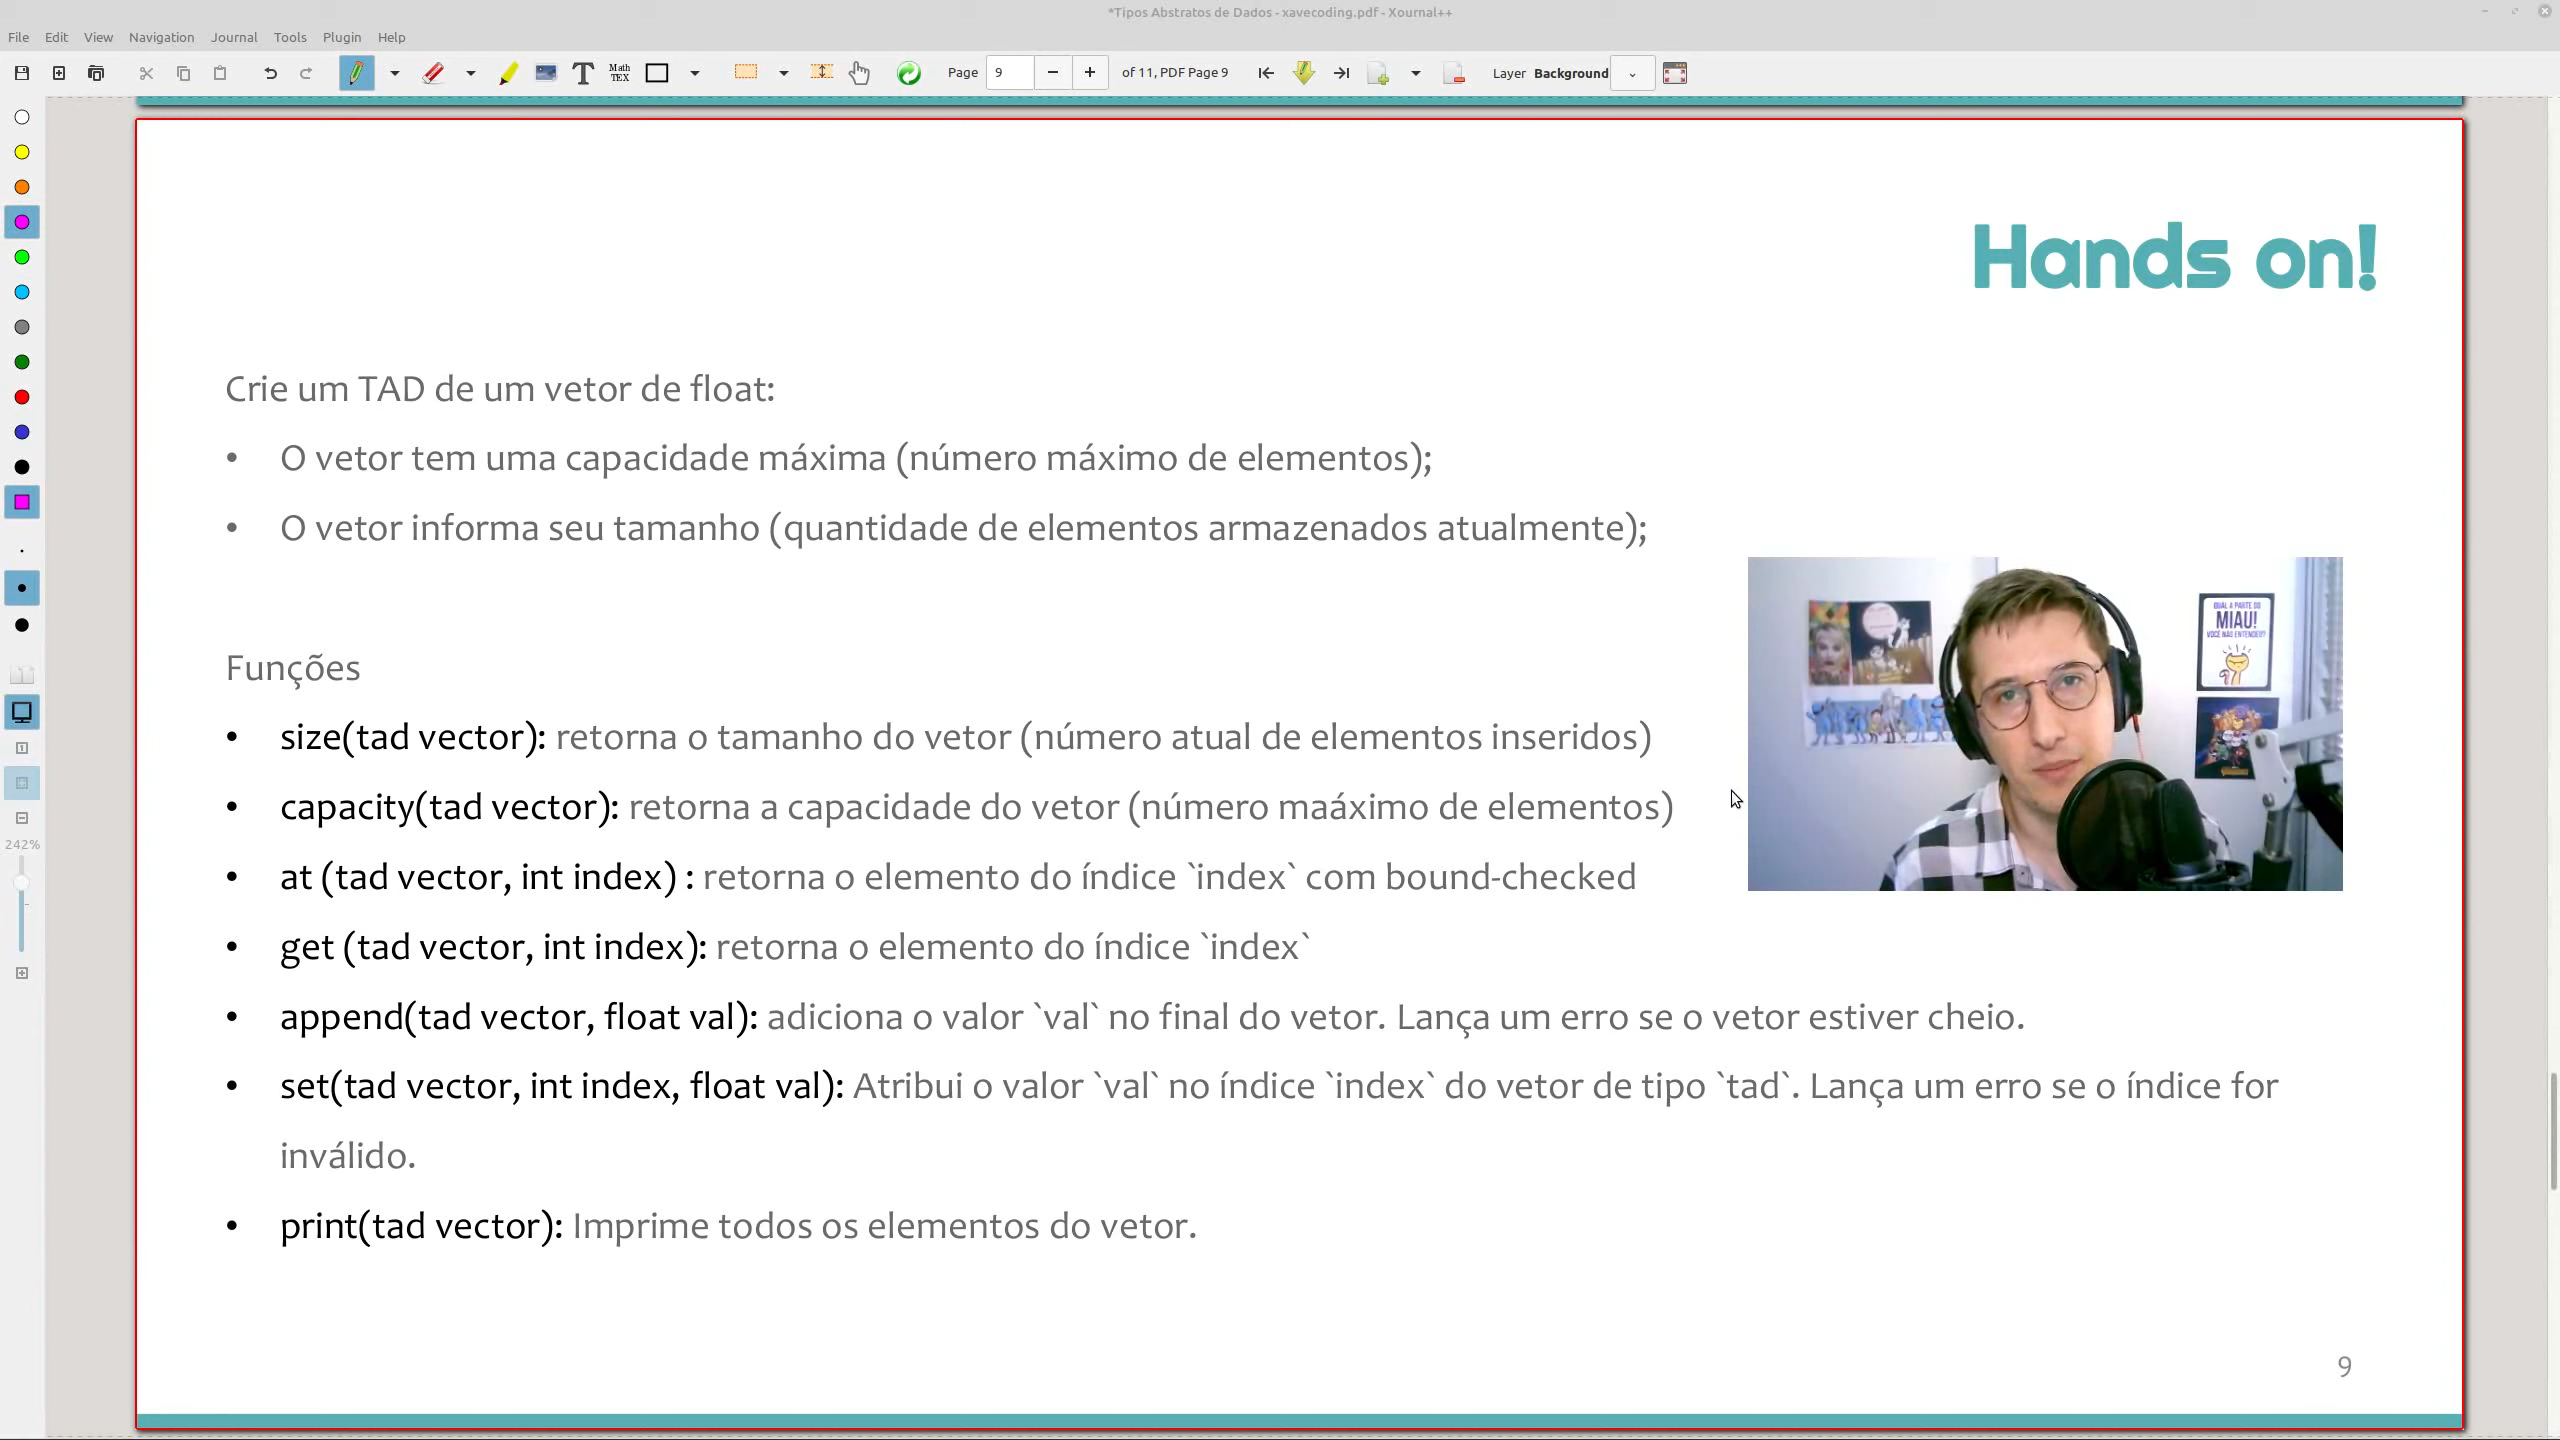 *Tipos Abstratos de Dados - xavecoding.pdf - Xournal++
File Edit View Navigation Journal Tools Plugin Help
Math TEX Page 9 of 11, PDF Page 9 Layer Background
Hands on!
Crie um TAD de um vetor de float:
• O vetor tem uma capacidade máxima (número máximo de elementos);
• O vetor informa seu tamanho (quantidade de elementos armazenados atualmente);
QUAL A PARTE DO
MIAU!
VOCÊ NÃO ENTENDEU?
Funções
• size(tad vector): retorna o tamanho do vetor (número atual de elementos inseridos)
• capacity(tad vector): retorna a capacidade do vetor (número maáximo de elementos)
242%
• at (tad vector, int index) : retorna o elemento do índice `index` com bound-checked
• get (tad vector, int index): retorna o elemento do índice `index`
• append(tad vector, float val): adiciona o valor `val` no final do vetor. Lança um erro se o vetor estiver cheio.
• set(tad vector, int index, float val): Atribui o valor `val` no índice `index` do vetor de tipo `tad`. Lança um erro se o índice for
inválido.
• print(tad vector): Imprime todos os elementos do vetor.
9